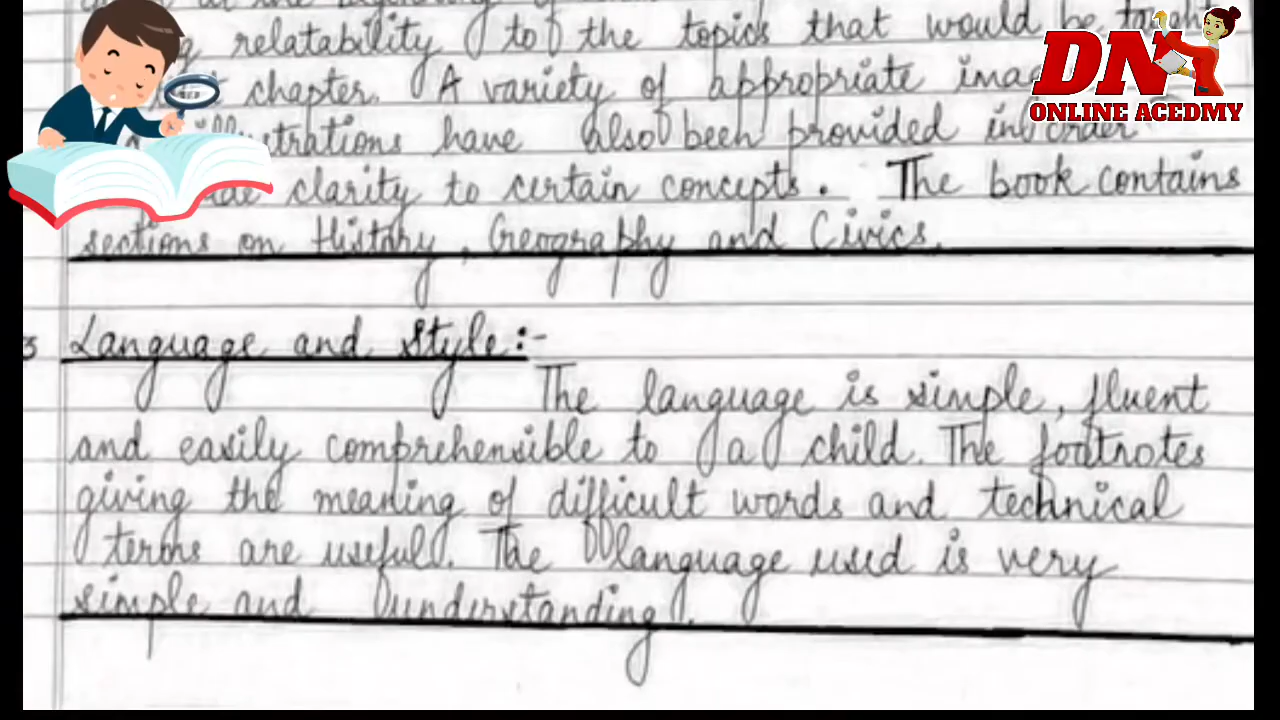 relatability to the topics that would be taught
chapter. A variety of appropriate
illustrations have also been provided in order
clarity to certain concepts. The book contains
sections on History, Geography and Civics.
3 Language and Style:-
The language is simple, fluent
and easily comprehensible to a child. The footnotes
giving the meaning of difficult words and technical
terms are useful. The language used is very
simple and understanding.
DN
ONLINE ACEDMY